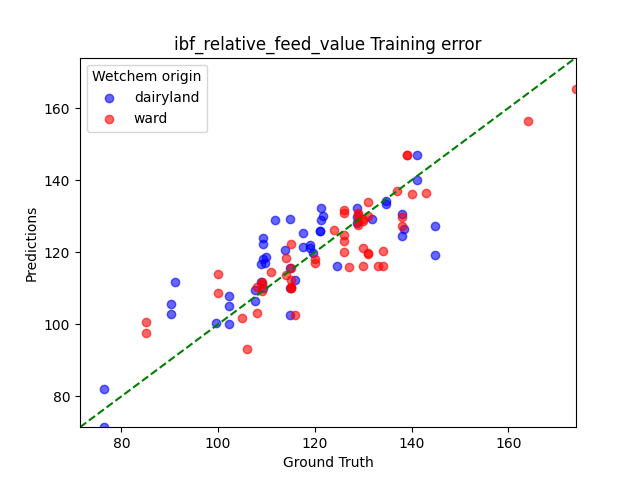 ibf_relative_feed_value Training error
Wetchem origin
dairyland
ward
Predictions
160
140
120
100
80
80
100
120
140
160
Ground Truth